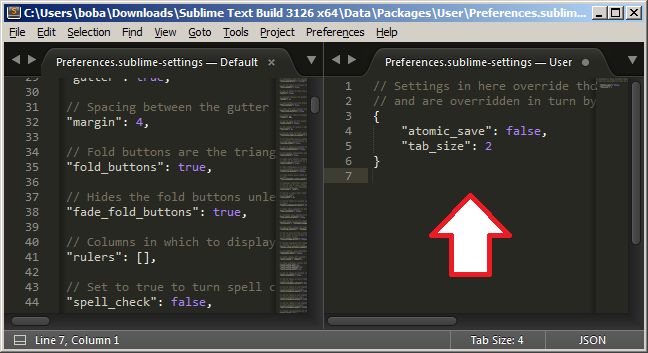 C:\Users\boba\Downloads\Sublime Text Build 3126 x64\Data\Packages\User\Preferences.sublim...
File Edit Selection Find View Goto Tools Project Preferences Help
Preferences.sublime-settings — Default
29 "gutter": true,
30
31 // Spacing between the gutter
32 "margin": 4,
33
34 // Fold buttons are the triang
35 "fold_buttons": true,
36
37 // Hides the fold buttons unle
38 "fade_fold_buttons": true,
39
40 // Columns in which to display
41 "rulers": [],
42
43 // Set to true to turn spell c
44 "spell_check": false,
Preferences.sublime-settings — User
1 // Settings in here override tho
2 // and are overridden in turn by
3 {
4 "atomic_save": false,
5 "tab_size": 2
6 }
7
Line 7, Column 1
Tab Size: 4
JSON